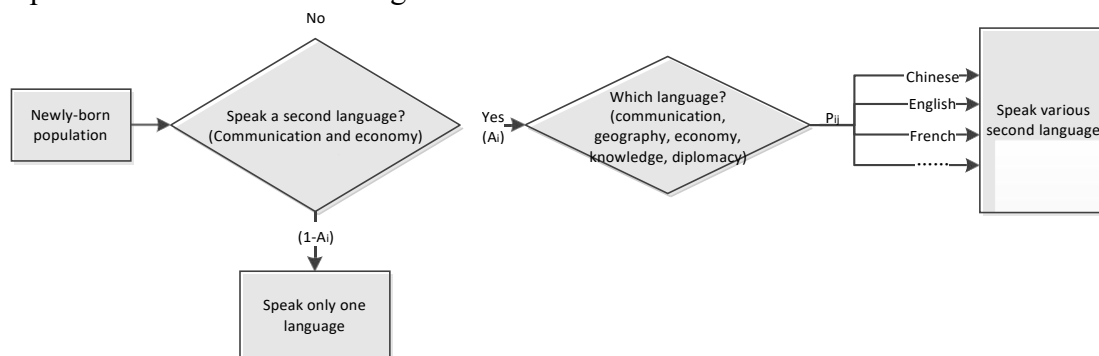 No
Newly-born
population
Speak a second language?
(Communication and economy)
Yes
(Ai)
Which language?
(communication,
geography, economy,
knowledge, diplomacy)
Pij
Chinese
English
French
······
Speak various
second language
(1-Ai)
Speak only one
language